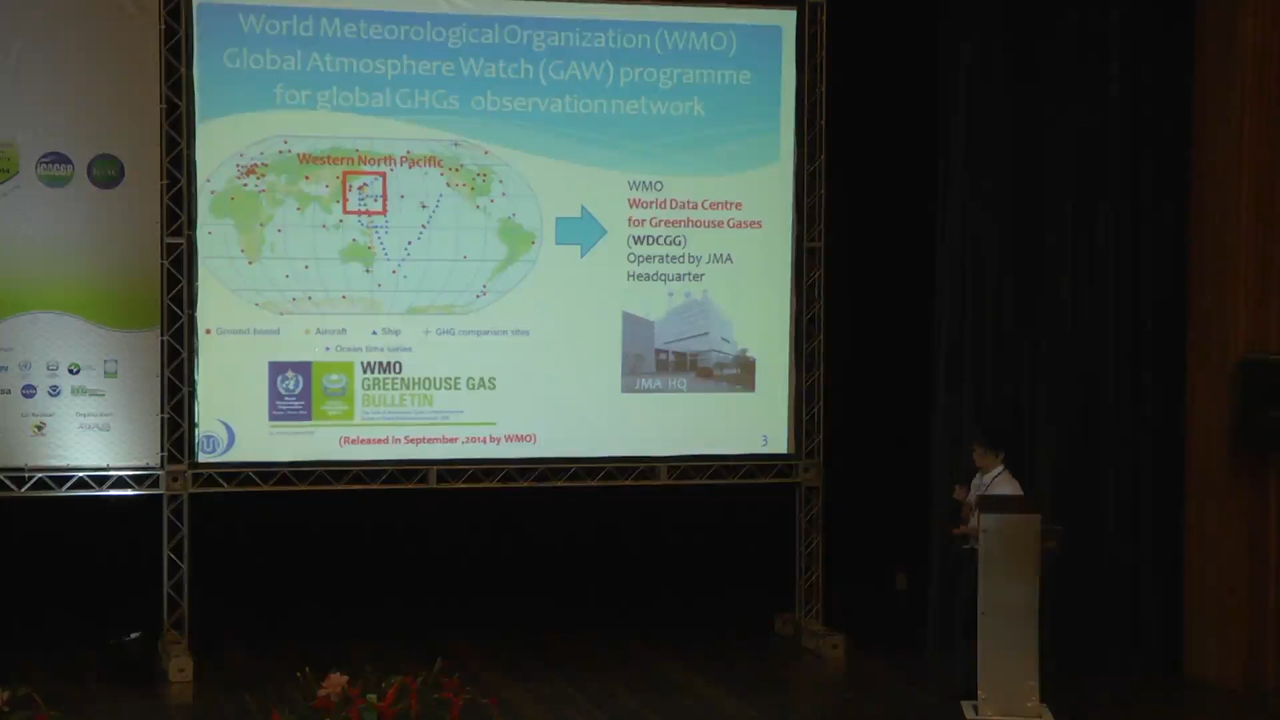 World Meteorological Organization (WMO)
Global Atmosphere Watch (GAW) programme
for global GHGs observation network
Western North Pacific
WMO
World Data Centre
for Greenhouse Gases
(WDCGG)
Operated by JMA
Headquarter
Ground-based Aircraft Ship GHG comparison sites
Ocean time series
JMA HQ
WMO
GREENHOUSE GAS
BULLETIN
(Released in September ,2014 by WMO)
3